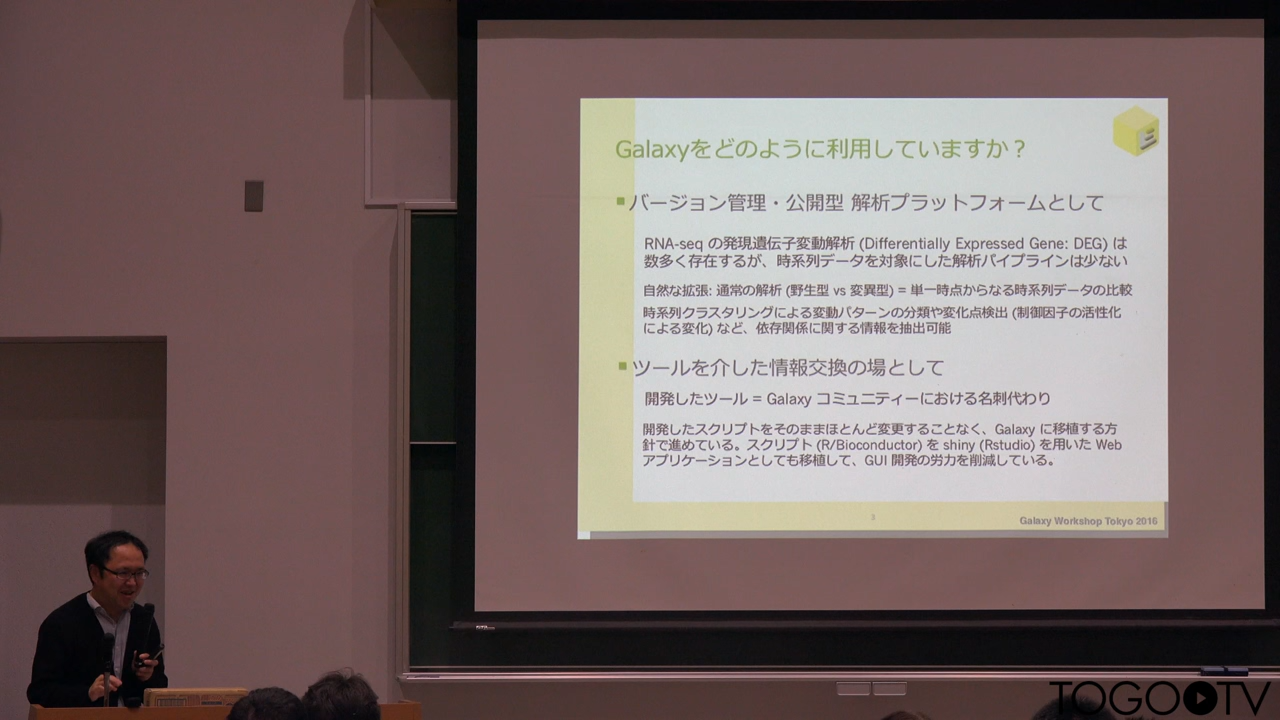 Galaxyをどのように利用していますか？
バージョン管理・公開型 解析プラットフォームとして
RNA-seq の発現遺伝子変動解析 (Differentially Expressed Gene: DEG) は
数多く存在するが、時系列データを対象にした解析パイプラインは少ない
自然な拡張: 通常の解析 (野生型 vs 変異型) = 単一時点からなる時系列データの比較
時系列クラスタリングによる変動パターンの分類や変化点検出 (制御因子の活性化
による変化) など、依存関係に関する情報を抽出可能
ツールを介した情報交換の場として
開発したツール = Galaxy コミュニティーにおける名刺代わり
開発したスクリプトをそのままほとんど変更することなく、Galaxy に移植する方
針で進めている。スクリプト (R/Bioconductor) を shiny (Rstudio) を用いた Web
アプリケーションとしても移植して、GUI 開発の労力を削減している。
3
Galaxy Workshop Tokyo 2016
TOGO TV